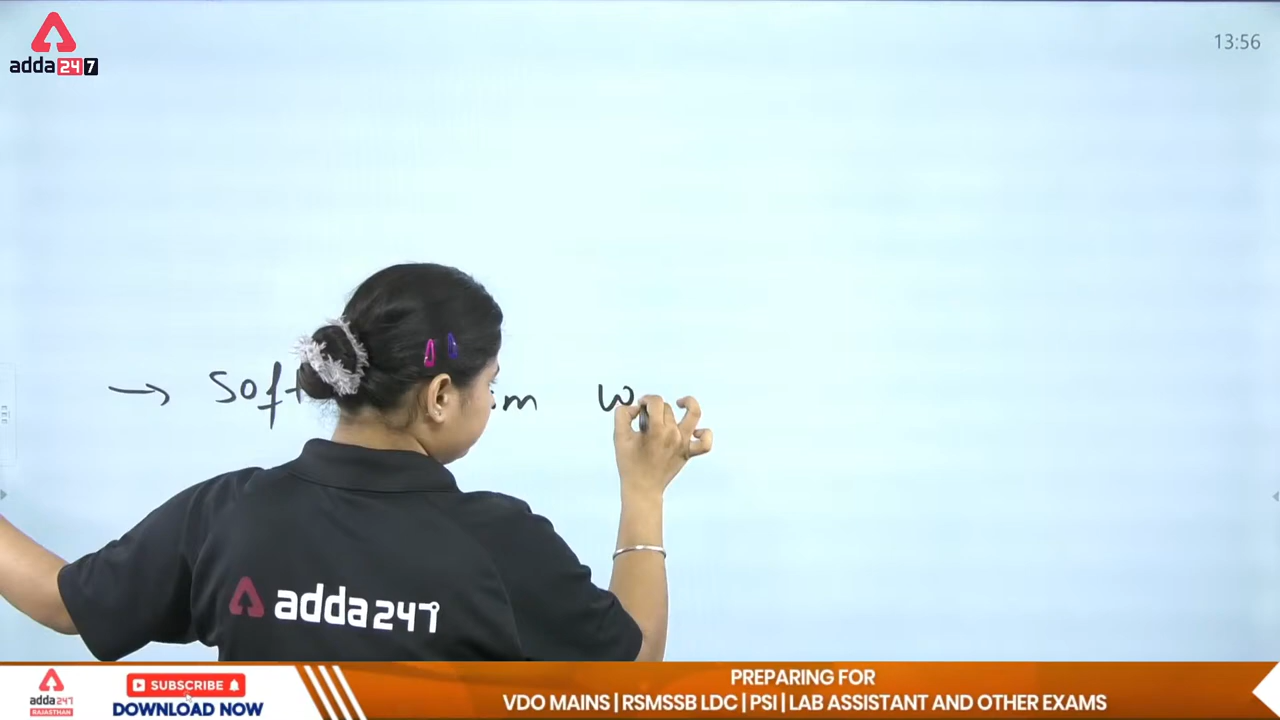 adda247
13:56
→ Soft
adda247
adda247
RAJASTHAN
SUBSCRIBE
DOWNLOAD NOW
PREPARING FOR
VDO MAINS | RSMSSB LDC | PSI | LAB ASSISTANT AND OTHER EXAMS